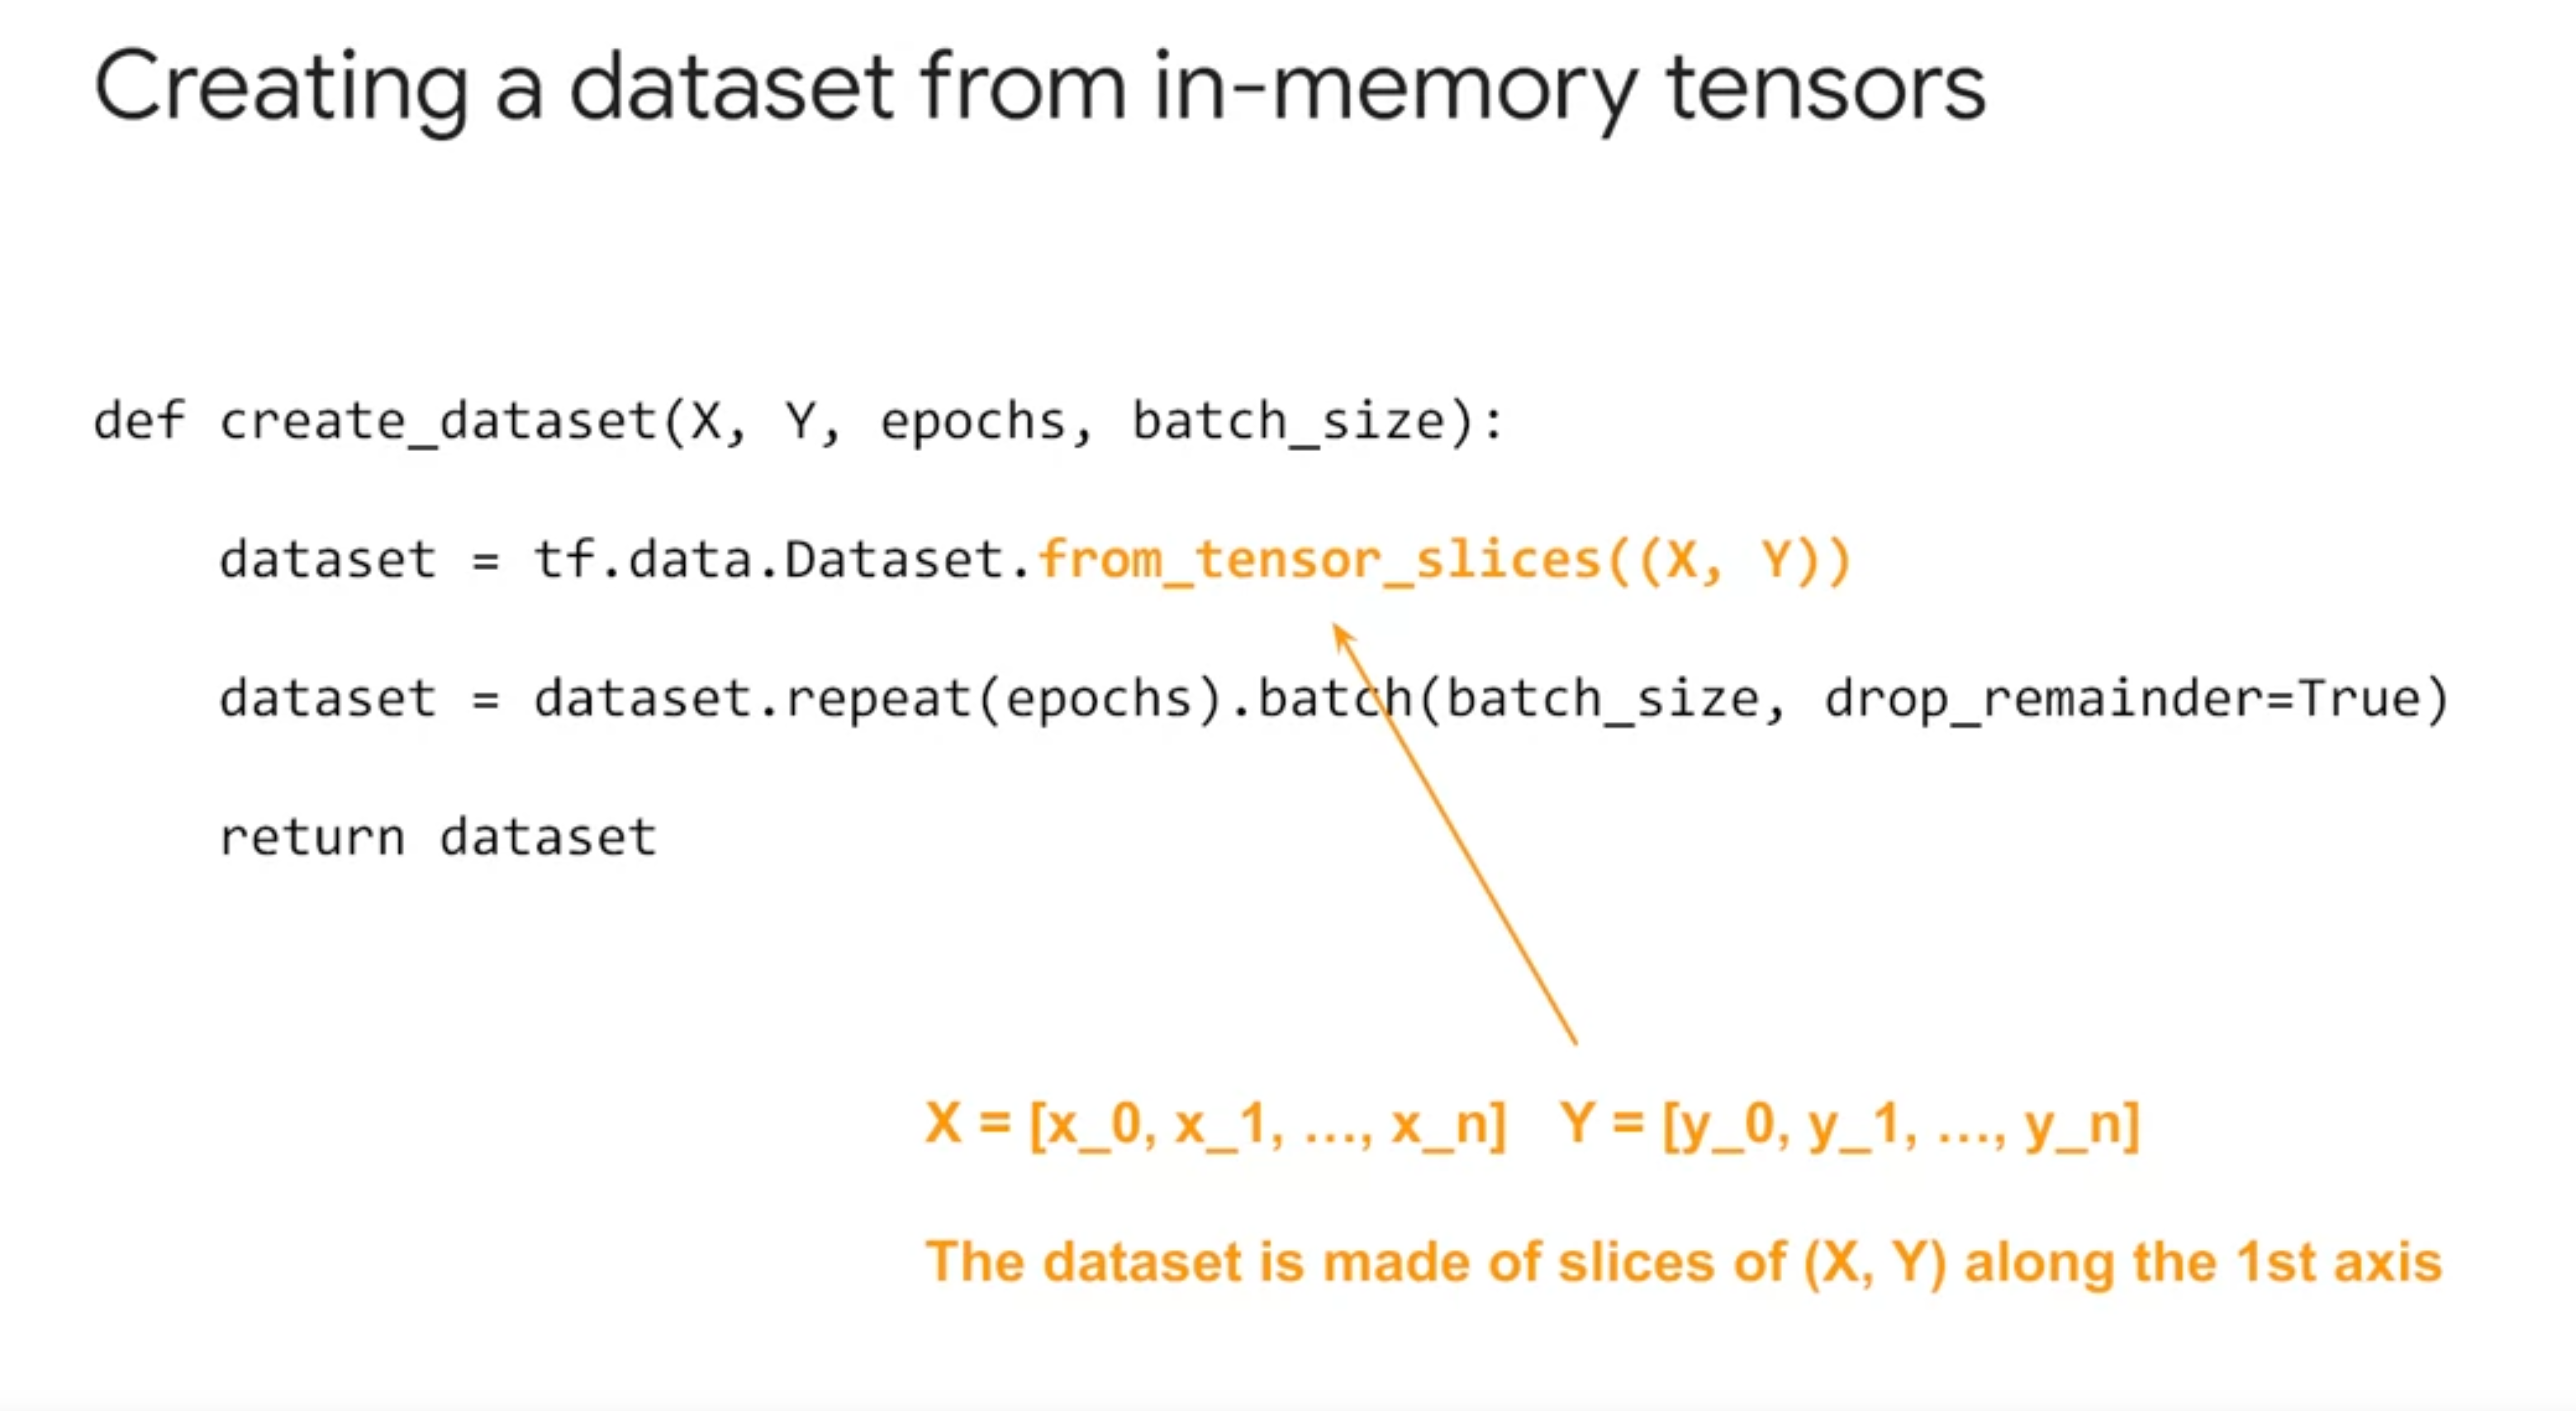 Creating a dataset from in-memory tensors
def create_dataset(X, Y, epochs, batch_size):
dataset = tf.data.Dataset.from_tensor_slices((X, Y))
dataset = dataset.repeat(epochs).batch(batch_size, drop_remainder=True)
return dataset
X = [x_0, x_1, ..., x_n] Y = [y_0, y_1, ..., y_n]
The dataset is made of slices of (X, Y) along the 1st axis